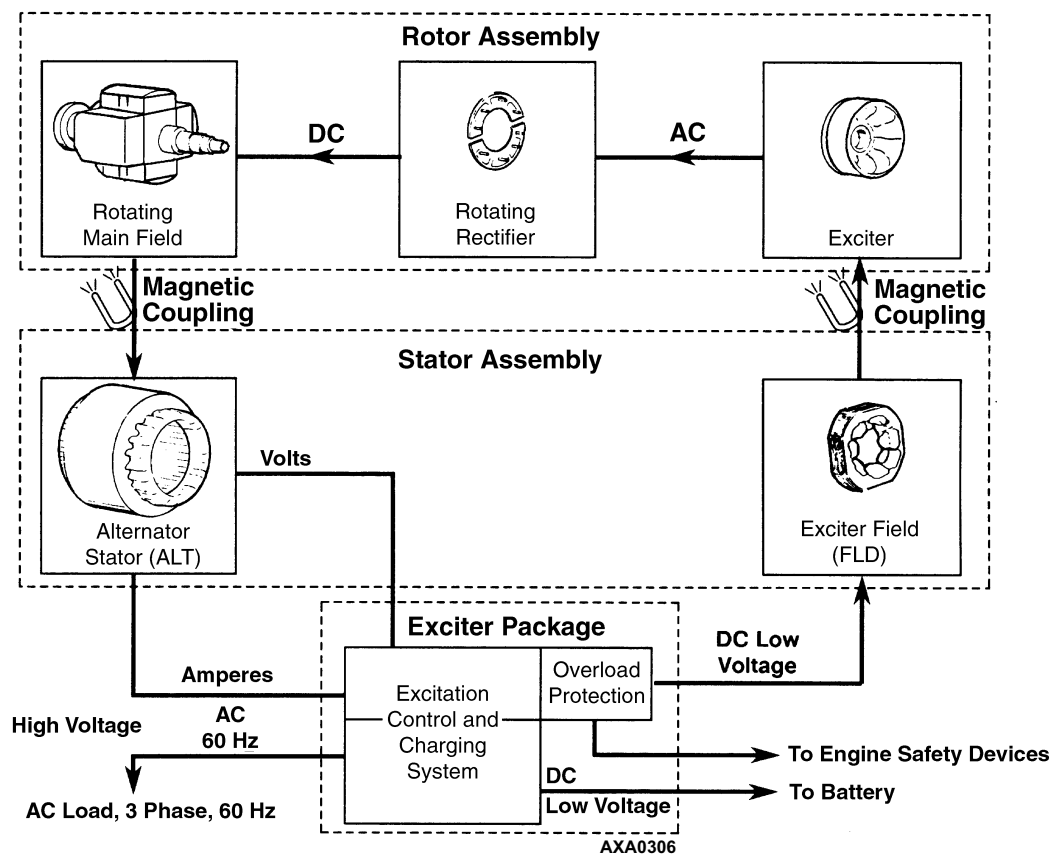 Rotor Assembly
DC
AC
Rotating
Main Field
Rotating
Rectifier
Exciter
Magnetic
Coupling
Magnetic
Coupling
Stator Assembly
Volts
Alternator
Stator (ALT)
Exciter Field
(FLD)
Exciter Package
DC Low
Voltage
Overload
Protection
Amperes
Excitation
Control and
Charging
System
High Voltage
AC
60 Hz
To Engine Safety Devices
DC
Low Voltage
To Battery
AC Load, 3 Phase, 60 Hz
AXA0306